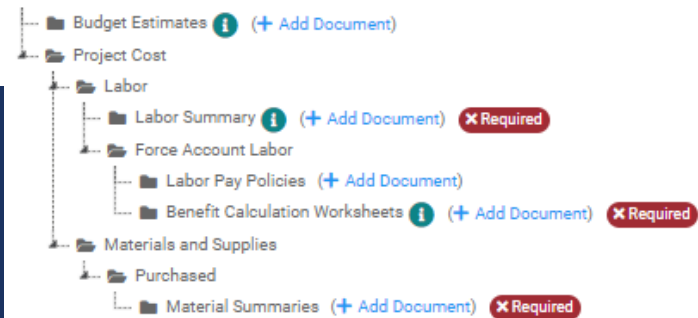 Budget Estimates i (+ Add Document)
Project Cost
Labor
Labor Summary i (+ Add Document) × Required
Force Account Labor
Labor Pay Policies (+ Add Document)
Benefit Calculation Worksheets i (+ Add Document) × Required
Materials and Supplies
Purchased
Material Summaries (+ Add Document) × Required